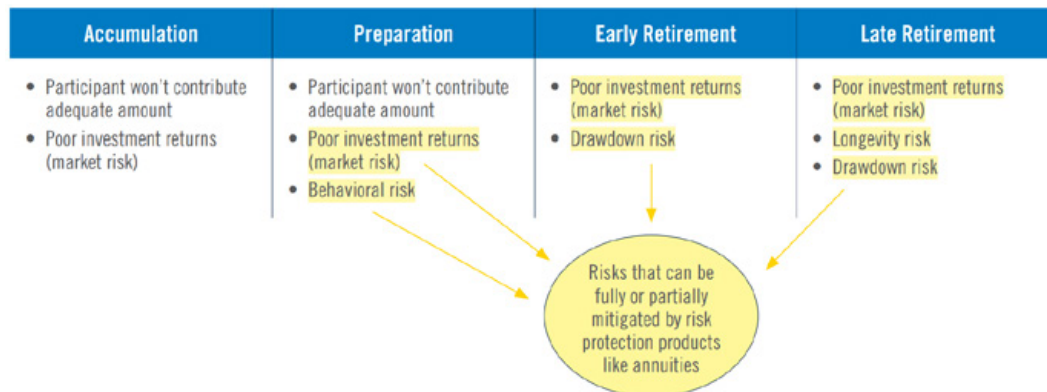 Accumulation
Preparation
Early Retirement
Late Retirement
• Participant won't contribute
adequate amount
• Poor investment returns
(market risk)
• Participant won't contribute
adequate amount
• Poor investment returns
(market risk)
• Behavioral risk
• Poor investment returns
(market risk)
• Drawdown risk
• Poor investment returns
(market risk)
• Longevity risk
• Drawdown risk
Risks that can be
fully or partially
mitigated by risk
protection products
like annuities